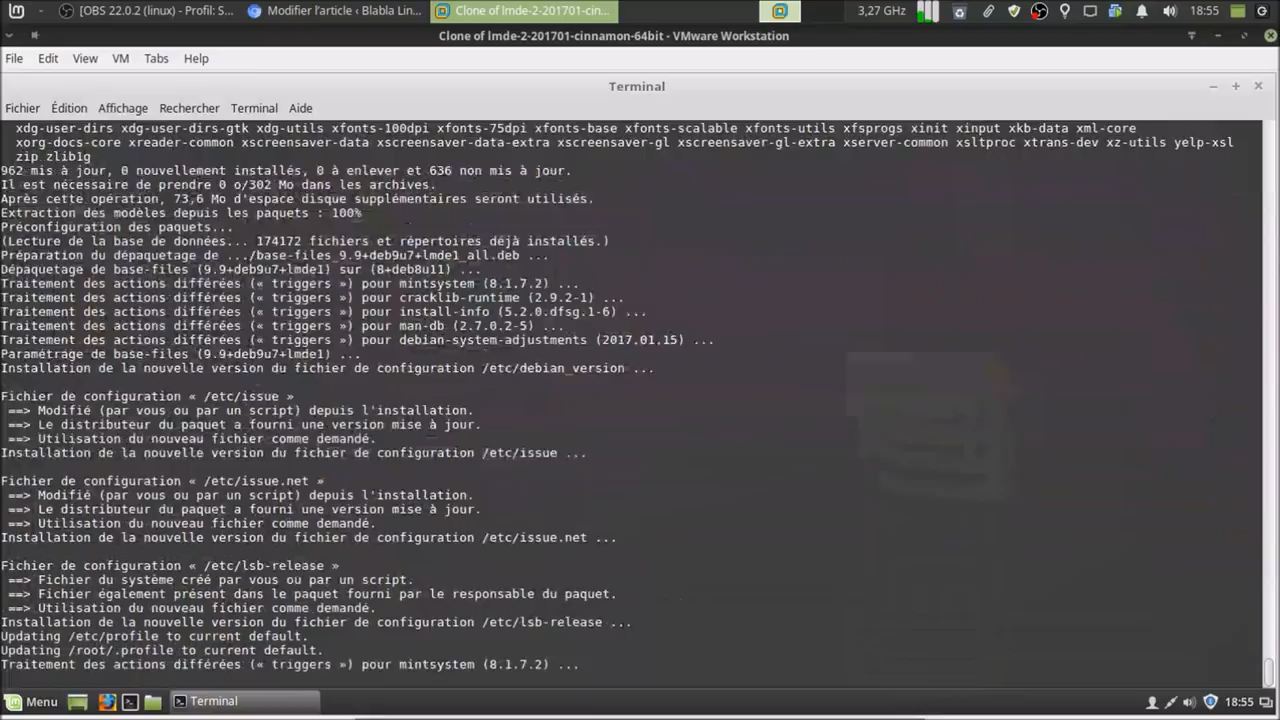 [OBS 22.0.2 (linux) - Profil: S... Modifier l'article ‹ Blabla Lin... Clone of lmde-2-201701-cin... 3,27 GHz 18:55
Clone of lmde-2-201701-cinnamon-64bit - VMware Workstation
File Edit View VM Tabs Help
Terminal
Fichier Édition Affichage Rechercher Terminal Aide
xdg-user-dirs xdg-user-dirs-gtk xdg-utils xfonts-100dpi xfonts-75dpi xfonts-base xfonts-scalable xfonts-utils xfsprogs xinit xinput xkb-data xml-core
xorg-docs-core xreader-common xscreensaver-data xscreensaver-data-extra xscreensaver-gl xscreensaver-gl-extra xserver-common xsltproc xtrans-dev xz-utils yelp-xsl
zip zlib1g
962 mis à jour, 0 nouvellement installés, 0 à enlever et 636 non mis à jour.
Il est nécessaire de prendre 0 o/302 Mo dans les archives.
Après cette opération, 73,6 Mo d'espace disque supplémentaires seront utilisés.
Extraction des modèles depuis les paquets : 100%
Préconfiguration des paquets...
(Lecture de la base de données... 174172 fichiers et répertoires déjà installés.)
Préparation du dépaquetage de .../base-files_9.9+deb9u7+lmde1_all.deb ...
Dépaquetage de base-files (9.9+deb9u7+lmde1) sur (8+deb8u11) ...
Traitement des actions différées (« triggers ») pour mintsystem (8.1.7.2) ...
Traitement des actions différées (« triggers ») pour cracklib-runtime (2.9.2-1) ...
Traitement des actions différées (« triggers ») pour install-info (5.2.0.dfsg.1-6) ...
Traitement des actions différées (« triggers ») pour man-db (2.7.0.2-5) ...
Traitement des actions différées (« triggers ») pour debian-system-adjustments (2017.01.15) ...
Paramétrage de base-files (9.9+deb9u7+lmde1) ...
Installation de la nouvelle version du fichier de configuration /etc/debian_version ...
Fichier de configuration « /etc/issue »
==> Modifié (par vous ou par un script) depuis l'installation.
==> Le distributeur du paquet a fourni une version mise à jour.
==> Utilisation du nouveau fichier comme demandé.
Installation de la nouvelle version du fichier de configuration /etc/issue ...
Fichier de configuration « /etc/issue.net »
==> Modifié (par vous ou par un script) depuis l'installation.
==> Le distributeur du paquet a fourni une version mise à jour.
==> Utilisation du nouveau fichier comme demandé.
Installation de la nouvelle version du fichier de configuration /etc/issue.net ...
Fichier de configuration « /etc/lsb-release »
==> Fichier du système créé par vous ou par un script.
==> Fichier également présent dans le paquet fourni par le responsable du paquet.
==> Utilisation du nouveau fichier comme demandé.
Installation de la nouvelle version du fichier de configuration /etc/lsb-release ...
Updating /etc/profile to current default.
Updating /root/.profile to current default.
Traitement des actions différées (« triggers ») pour mintsystem (8.1.7.2) ...
Menu Terminal 18:55